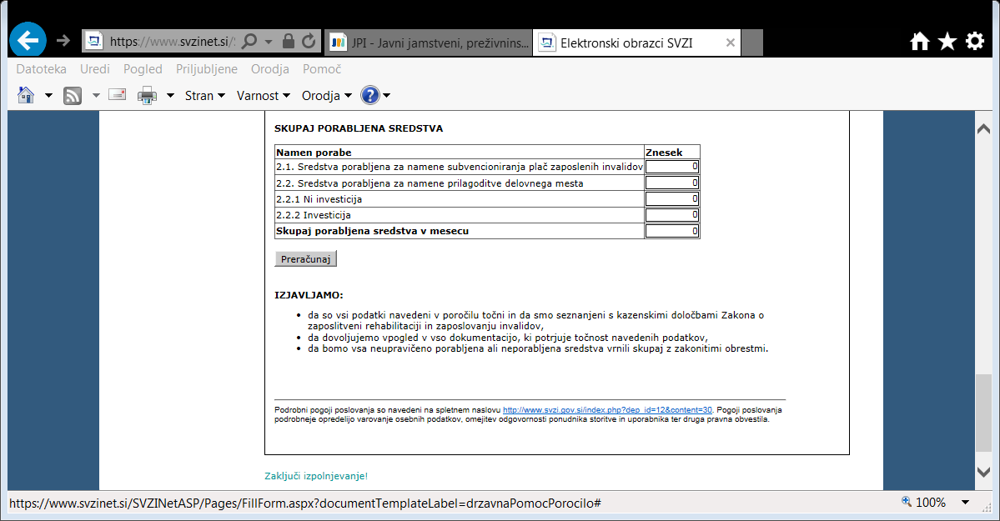 https://www.svzinet.si/
JPI - Javni jamstveni, preživnins...
Elektronski obrazci SVZI
Datoteka Uredi Pogled Priljubljene Orodja Pomoč
Stran Varnost Orodja
SKUPAJ PORABLJENA SREDSTVA
Namen porabe Znesek
2.1. Sredstva porabljena za namene subvencioniranja plač zaposlenih invalidov 0
2.2. Sredstva porabljena za namene prilagoditve delovnega mesta 0
2.2.1 Ni investicija 0
2.2.2 Investicija 0
Skupaj porabljena sredstva v mesecu 0
Preračunaj
IZJAVLJAMO:
• da so vsi podatki navedeni v poročilu točni in da smo seznanjeni s kazenskimi določbami Zakona o
zaposlitveni rehabilitaciji in zaposlovanju invalidov,
• da dovoljujemo vpogled v vso dokumentacijo, ki potrjuje točnost navedenih podatkov,
• da bomo vsa neupravičeno porabljena ali neporabljena sredstva vrnili skupaj z zakonitimi obrestmi.
Podrobni pogoji poslovanja so navedeni na spletnem naslovu http://www.svzi.gov.si/index.php?dep_id=12&content=30. Pogoji poslovanja
podrobneje opredelijo varovanje osebnih podatkov, omejitev odgovornosti ponudnika storitve in uporabnika ter druga pravna obvestila.
Zaključi izpolnjevanje!
https://www.svzinet.si/SVZINetASP/Pages/FillForm.aspx?documentTemplateLabel=drzavnaPomocPorocilo#
100%